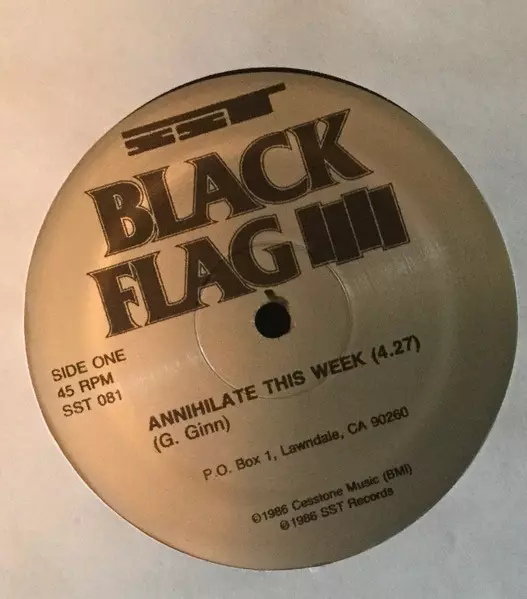 SST
BLACK
FLAG
SIDE ONE
45 RPM
SST 081
ANNIHILATE THIS WEEK (4.27)
(G. Ginn)
P.O. Box 1, Lawndale, CA 90260
©1986 Cesstone Music (BMI)
℗1986 SST Records